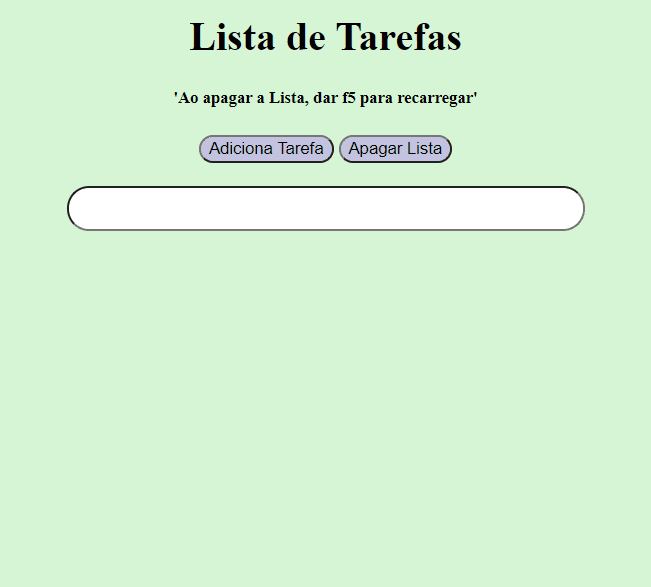 Lista de Tarefas
'Ao apagar a Lista, dar f5 para recarregar'
Adiciona Tarefa Apagar Lista